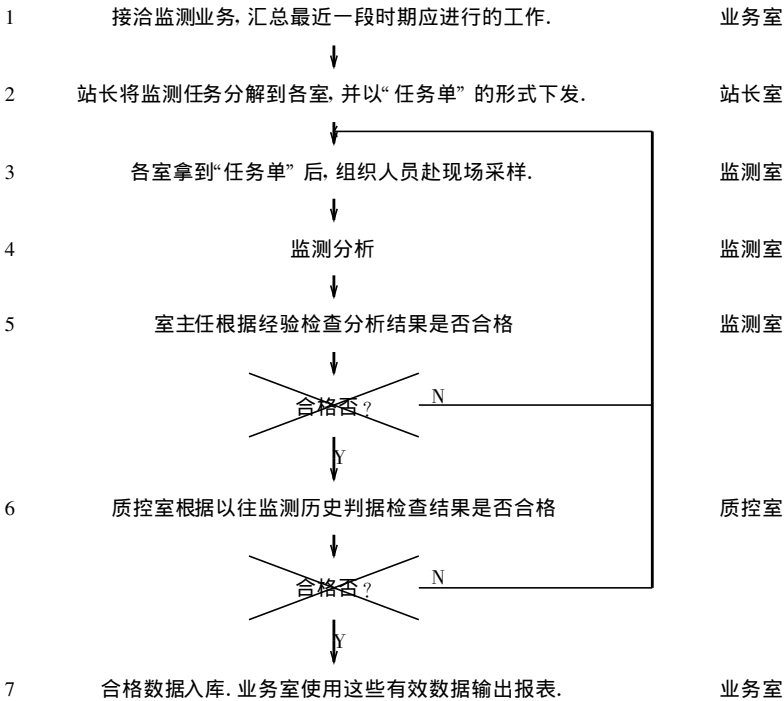 1 接洽监测业务, 汇总最近一段时期应进行的工作. 业务室
2 站长将监测任务分解到各室, 并以“任务单”的形式下发. 站长室
3 各室拿到“任务单”后, 组织人员赴现场采样. 监测室
4 监测分析 监测室
5 室主任根据经验检查分析结果是否合格 监测室
合格否? N
Y
6 质控室根据以往监测历史判据检查结果是否合格 质控室
合格否? N
Y
7 合格数据入库. 业务室使用这些有效数据输出报表. 业务室